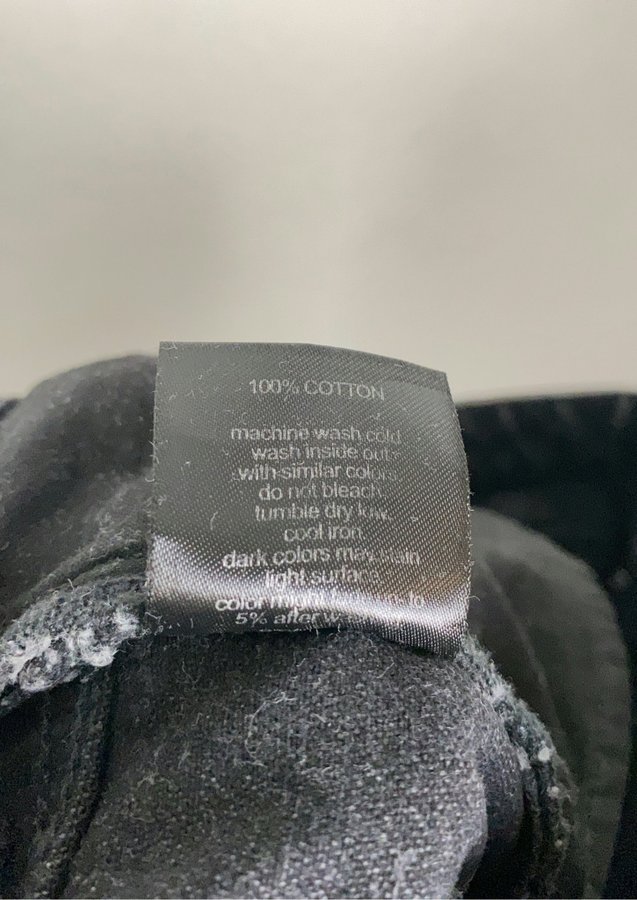 100% COTTON
machine wash cold
wash inside out
with similar colors.
do not bleach.
tumble dry low.
cool iron
dark colors may stain
light surface
color might to
5% after